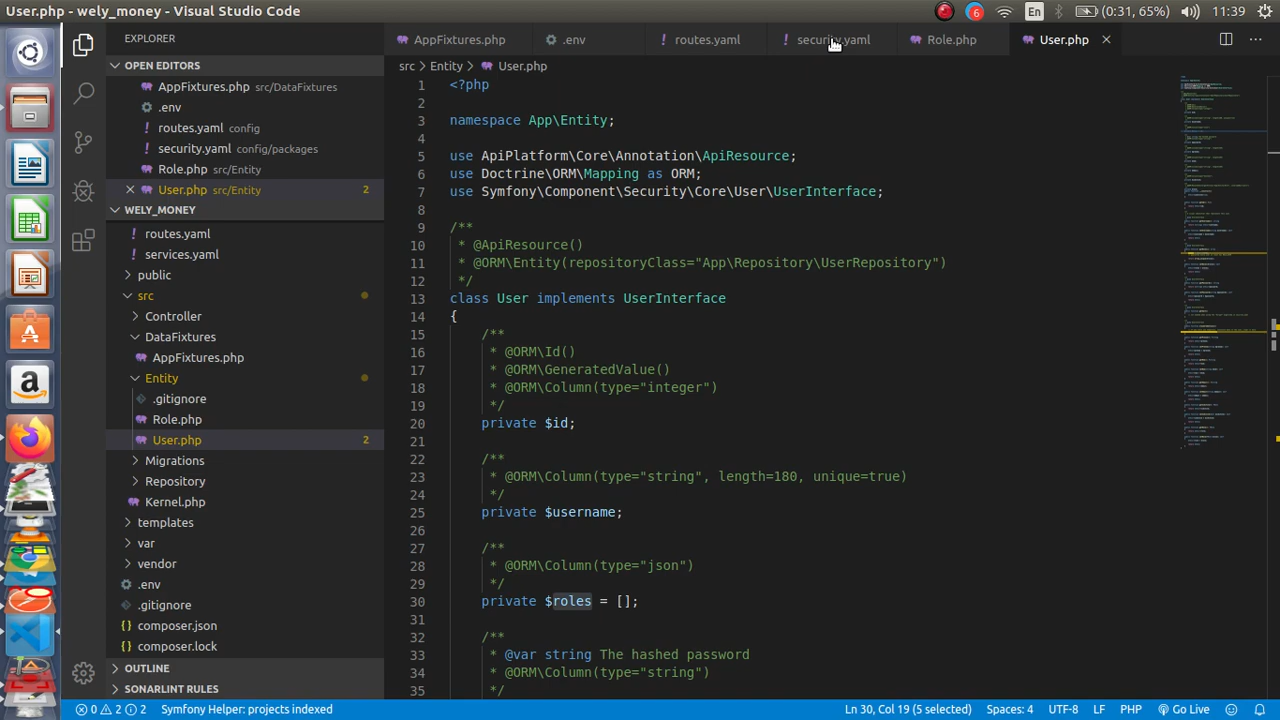 User.php - wely_money - Visual Studio Code
6
En
(0:31, 65%)
11:39
EXPLORER
AppFixtures.php
.env
routes.yaml
security.yaml
Role.php
User.php
OPEN EDITORS
src > Entity > User.php
AppFixtures.php src/DataFixtures
.env
routes.yaml config
security.yaml config/packages
Role.php src/Entity
User.php src/Entity 2
WELY_MONEY
routes.yaml
services.yaml
public
src
Controller
DataFixtures
AppFixtures.php
Entity
.gitignore
Role.php
User.php 2
Migrations
Repository
Kernel.php
templates
var
vendor
.env
.gitignore
composer.json
composer.lock
OUTLINE
SONARLINT RULES
1 <?php
2
3 namespace App\Entity;
4
5 use ApiPlatform\Core\Annotation\ApiResource;
6 use Doctrine\ORM\Mapping as ORM;
7 use Symfony\Component\Security\Core\User\UserInterface;
8
9 /**
10 * @ApiResource()
11 * @ORM\Entity(repositoryClass="App\Repository\UserRepository")
12 */
13 class User implements UserInterface
14 {
15 /**
16 * @ORM\Id()
17 * @ORM\GeneratedValue()
18 * @ORM\Column(type="integer")
19 */
20 private $id;
21
22 /**
23 * @ORM\Column(type="string", length=180, unique=true)
24 */
25 private $username;
26
27 /**
28 * @ORM\Column(type="json")
29 */
30 private $roles = [];
31
32 /**
33 * @var string The hashed password
34 * @ORM\Column(type="string")
35 */
0 2 2
Symfony Helper: projects indexed
Ln 30, Col 19 (5 selected)
Spaces: 4
UTF-8
LF
PHP
Go Live